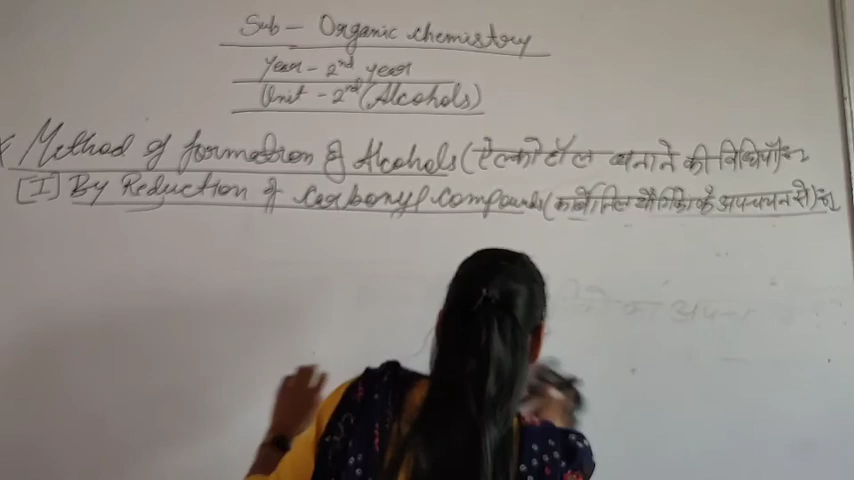 Sub - Organic chemistry
Year - 2nd year
Unit - 2nd (Alcohols)
* Method of formation of Alcohols (ऐल्कोहॉल बनाने की विधियाँ):-
[I] By Reduction of Carbonyl Compounds (कार्बोनिल यौगिकों के अपचयन से):-